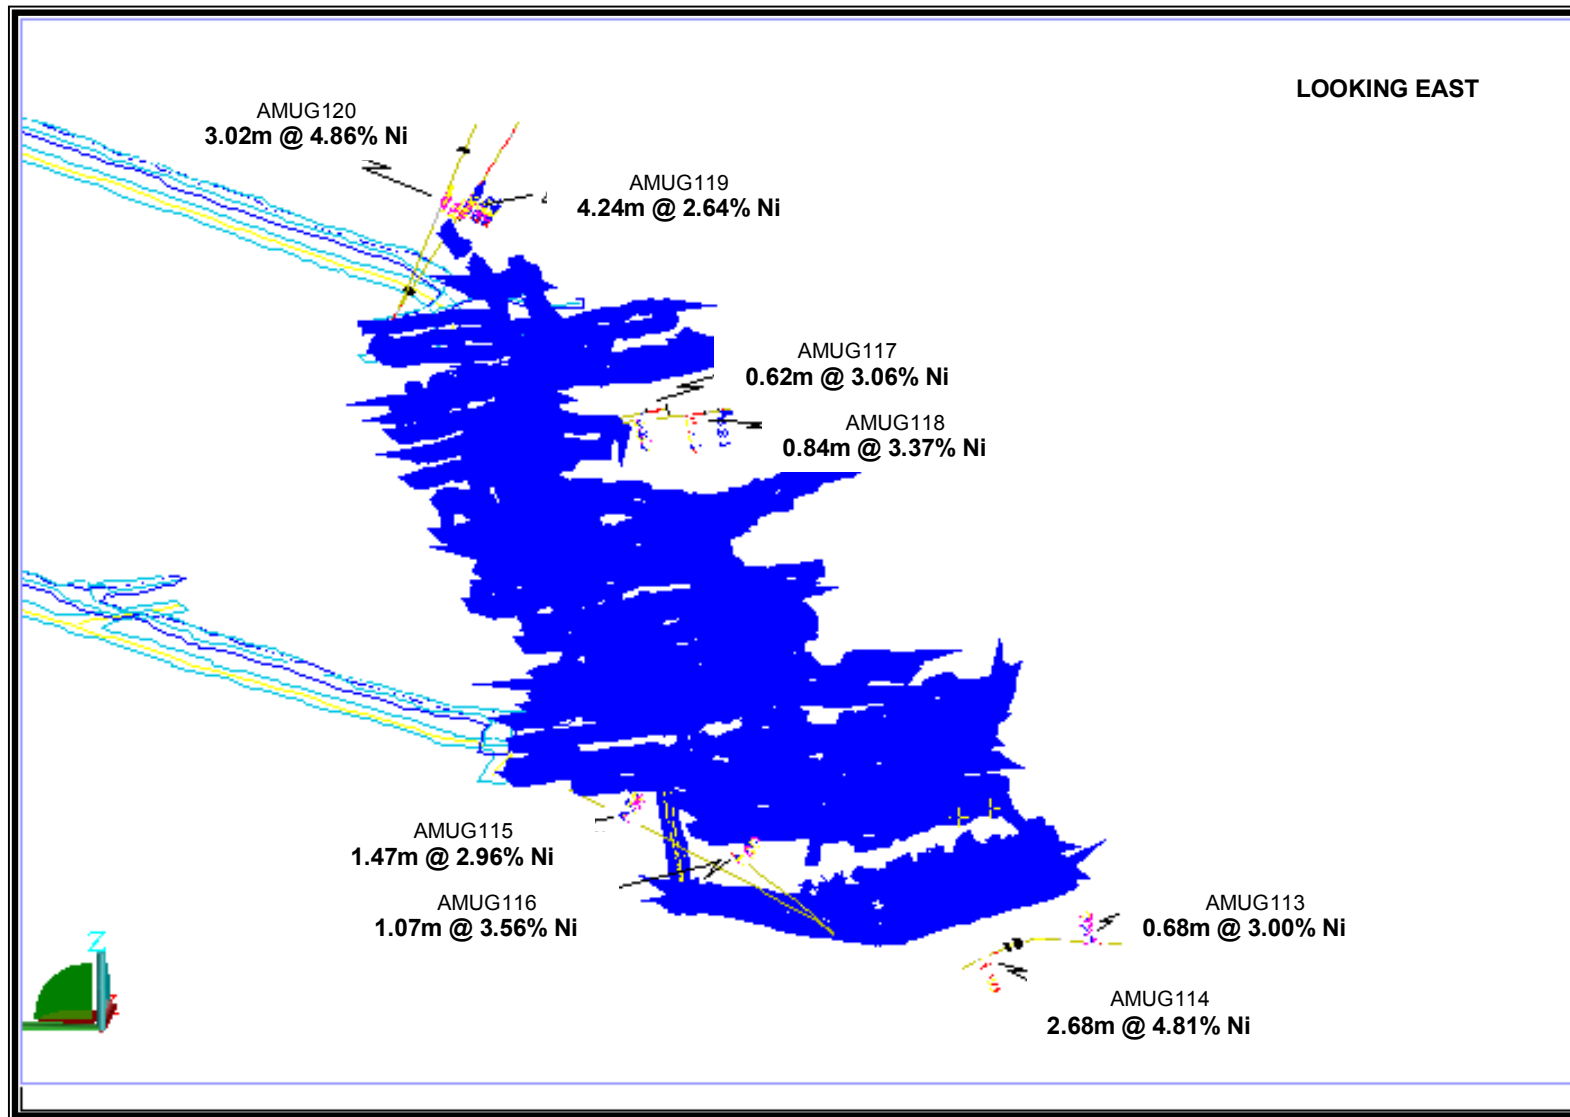 LOOKING EAST
AMUG120
3.02m @ 4.86% Ni
AMUG119
4.24m @ 2.64% Ni
AMUG117
0.62m @ 3.06% Ni
AMUG118
0.84m @ 3.37% Ni
AMUG115
1.47m @ 2.96% Ni
AMUG116
1.07m @ 3.56% Ni
AMUG113
0.68m @ 3.00% Ni
AMUG114
2.68m @ 4.81% Ni
Z